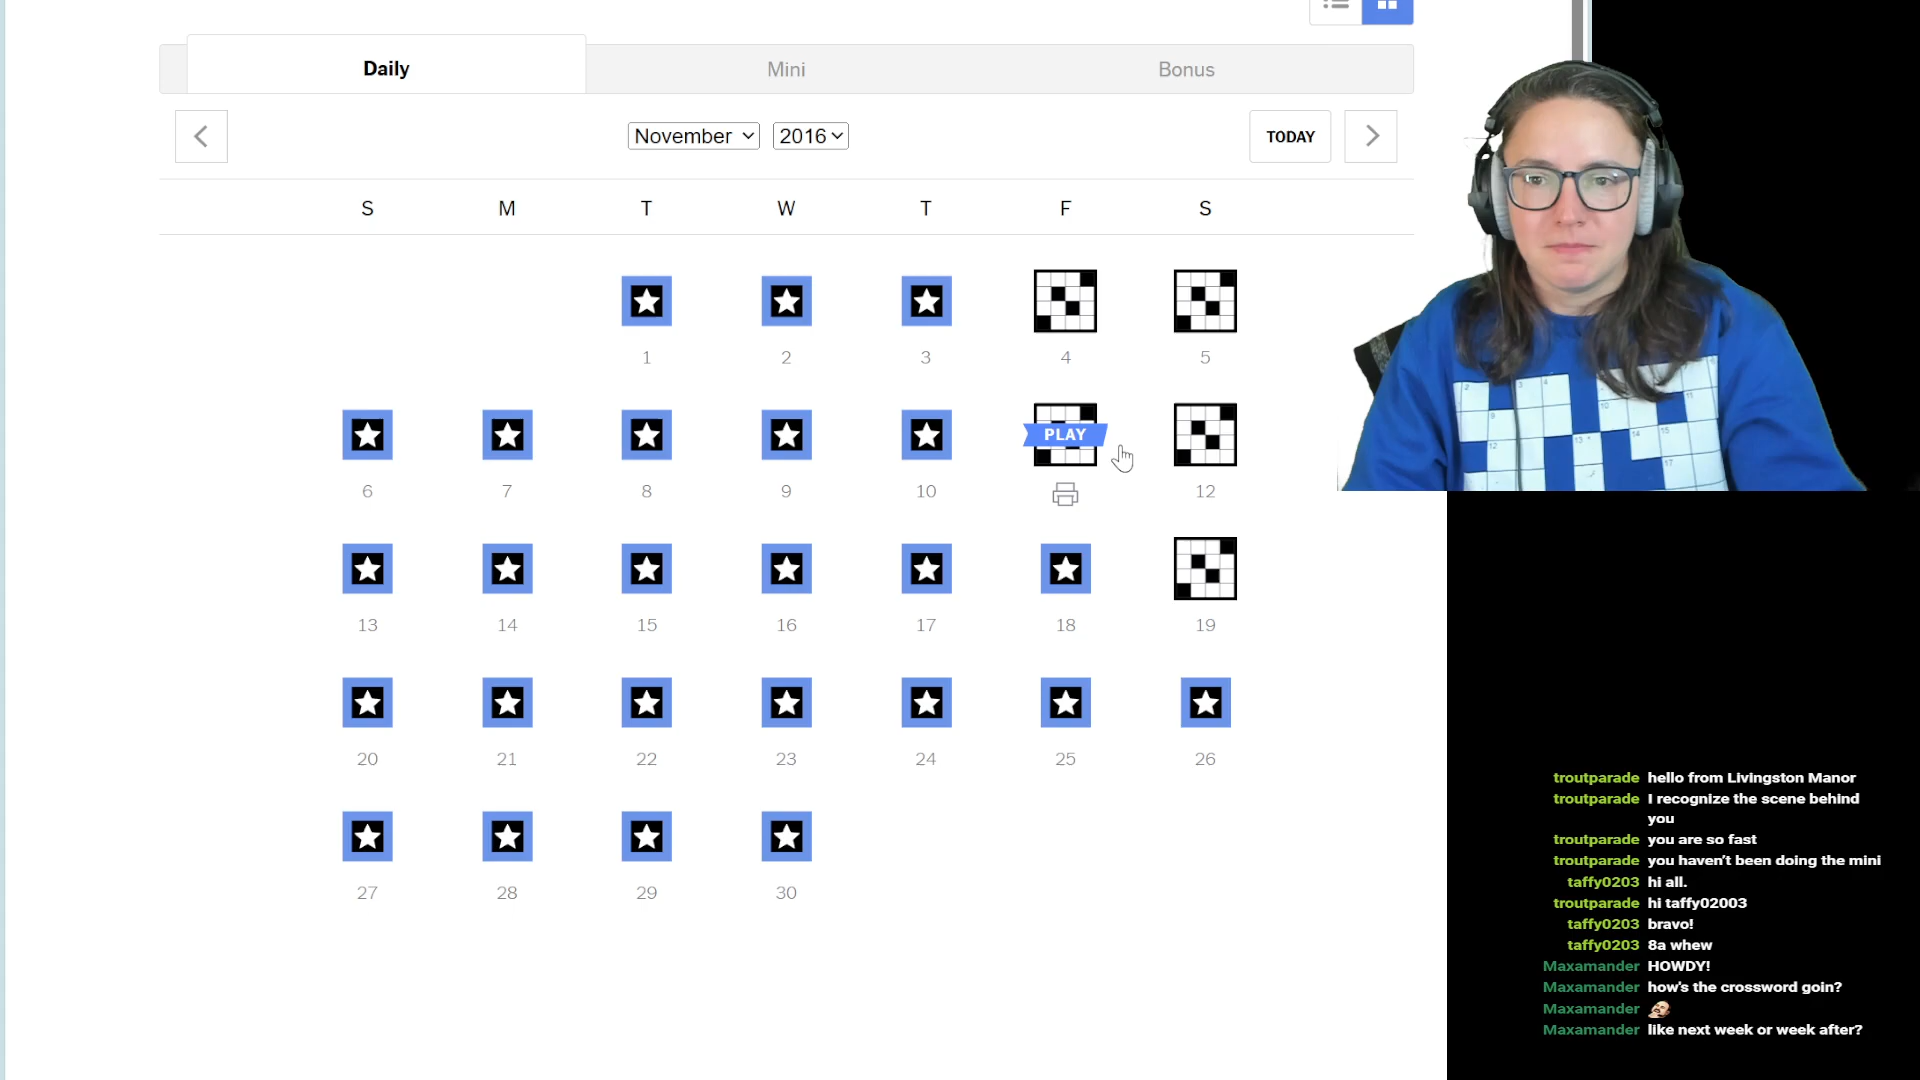 Daily Mini Bonus
November 2016 TODAY
S M T W T F S
1 2 3 4 5
PLAY
6 7 8 9 10 12
13 14 15 16 17 18 19
20 21 22 23 24 25 26
27 28 29 30
troutparade hello from Livingston Manor
troutparade I recognize the scene behind
you
troutparade you are so fast
troutparade you haven't been doing the mini
taffy0203 hi all.
troutparade hi taffy02003
taffy0203 bravo!
taffy0203 8a whew
Maxamander HOWDY!
Maxamander how's the crossword goin?
Maxamander
Maxamander like next week or week after?